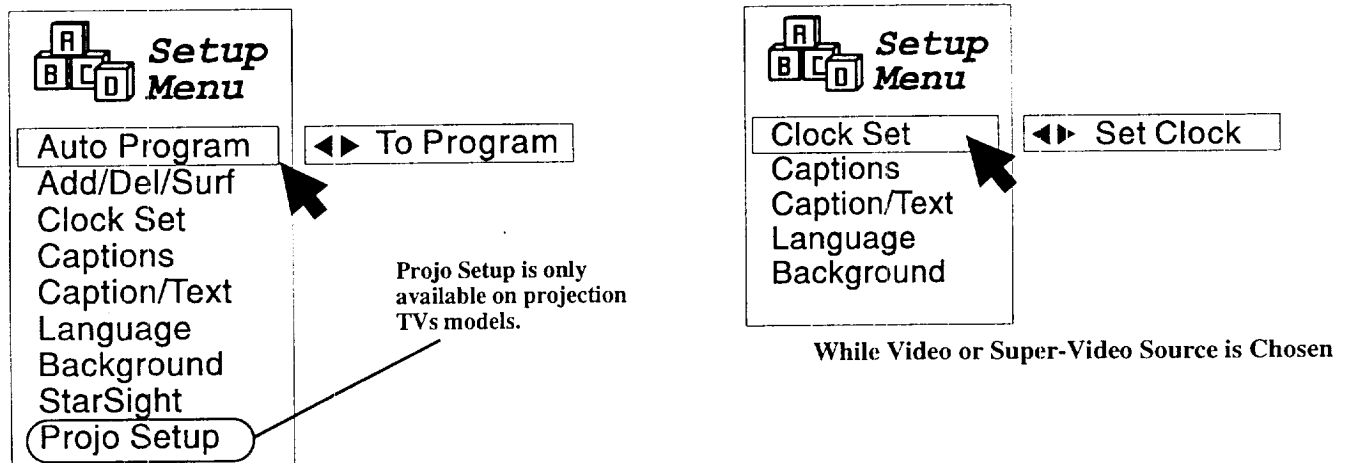 A
B C D
Setup
Menu
Auto Program
To Program
Add/Del/Surf
Clock Set
Captions
Caption/Text
Language
Background
StarSight
Projo Setup
Projo Setup is only
available on projection
TVs models.
A
B C D
Setup
Menu
Clock Set
Set Clock
Captions
Caption/Text
Language
Background
While Video or Super-Video Source is Chosen